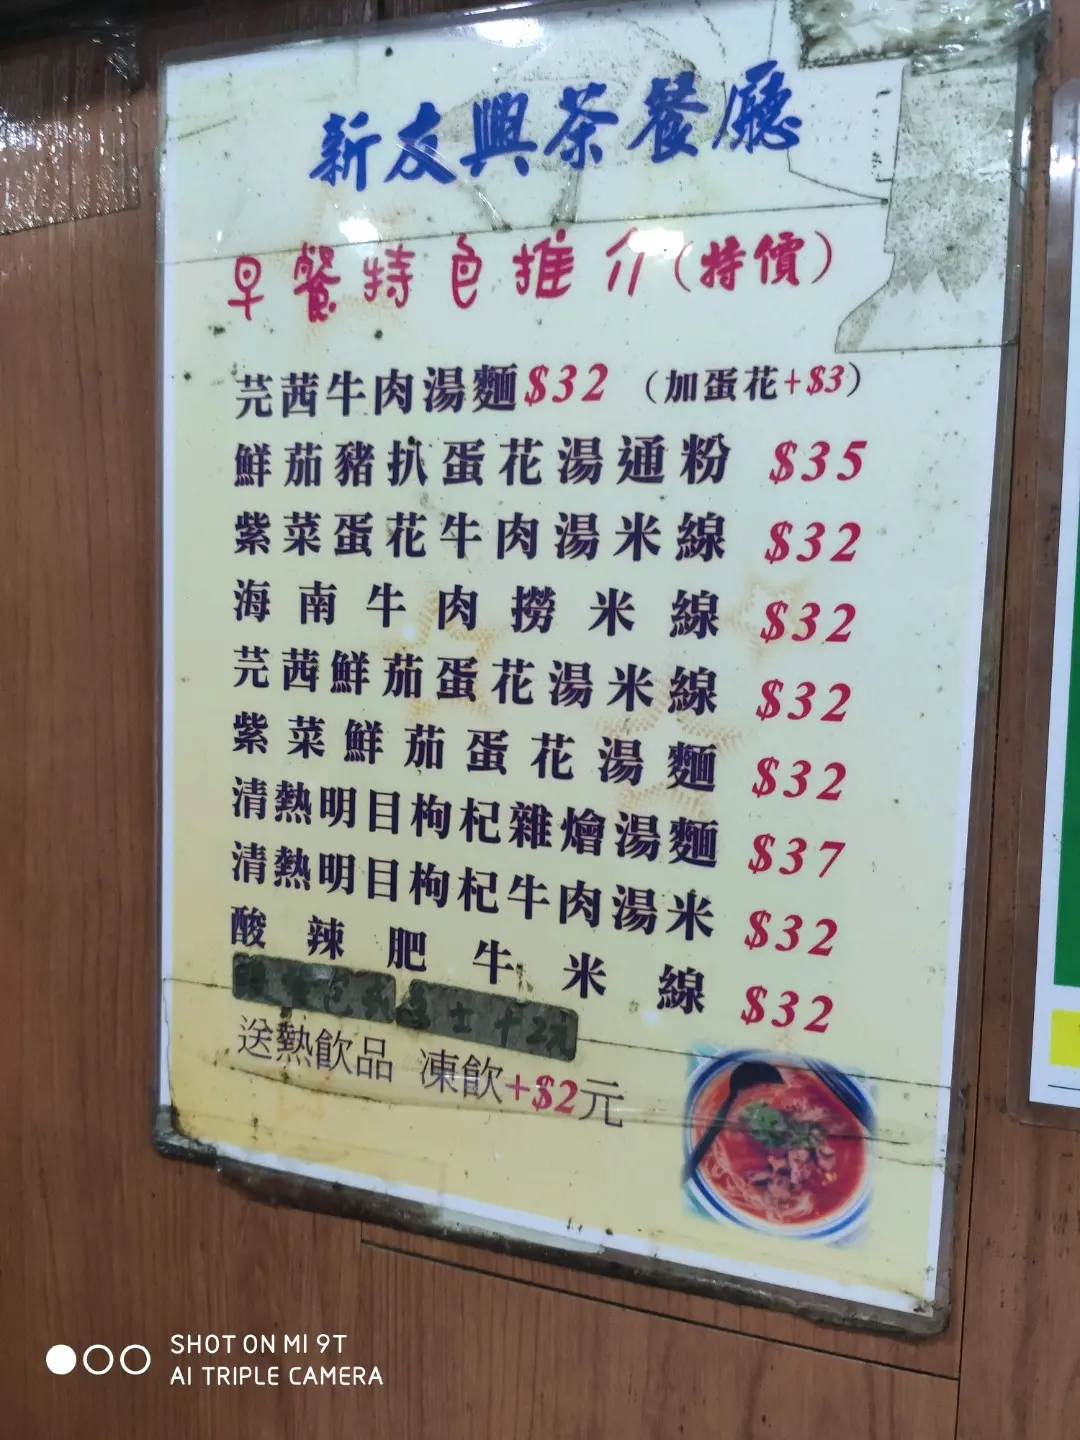 新友興茶餐廳
早餐特色推介(特價)
芫茜牛肉湯麵$32 (加蛋花+$3)
鮮茄豬扒蛋花湯通粉 $35
紫菜蛋花牛肉湯米線 $32
海南牛肉撈米線 $32
芫茜鮮茄蛋花湯米線 $32
紫菜鮮茄蛋花湯麵 $32
清熱明目枸杞雜燴湯麵 $37
清熱明目枸杞牛肉湯米 $32
酸辣肥牛米線 $32
送熱飲品 凍飲+$2元
SHOT ON MI 9T
AI TRIPLE CAMERA